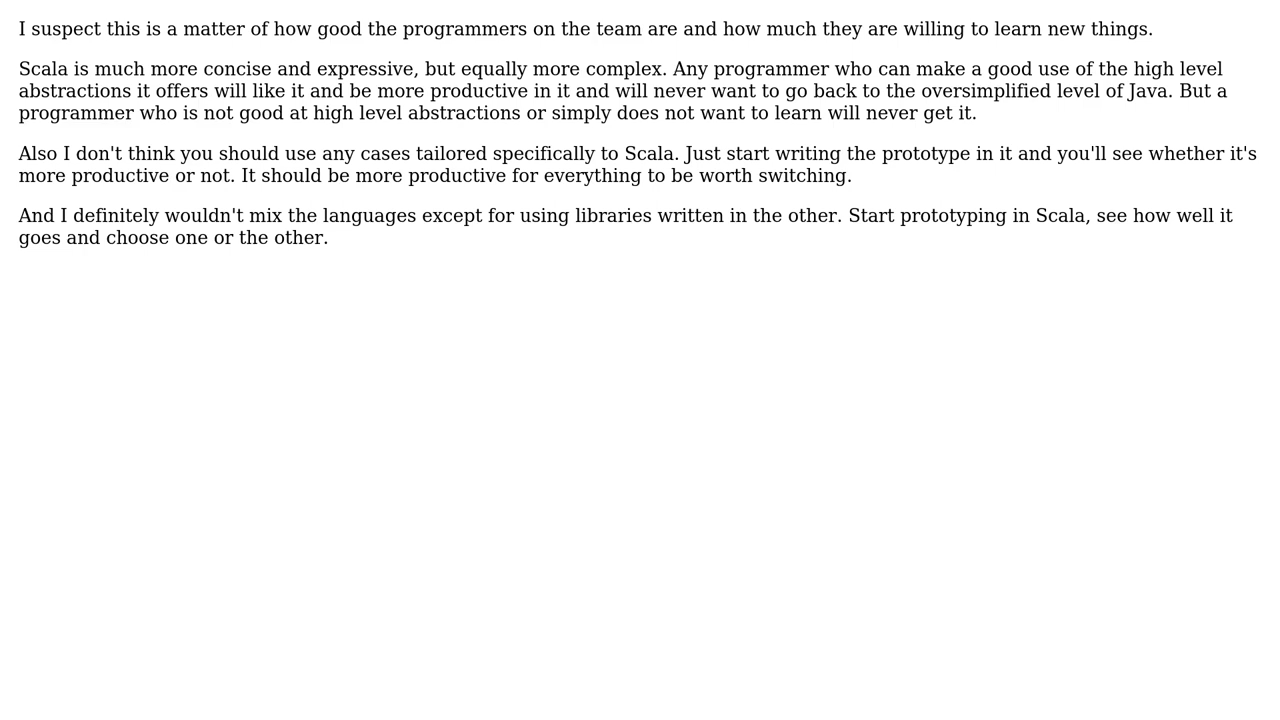 I suspect this is a matter of how good the programmers on the team are and how much they are willing to learn new things.
Scala is much more concise and expressive, but equally more complex. Any programmer who can make a good use of the high level
abstractions it offers will like it and be more productive in it and will never want to go back to the oversimplified level of Java. But a
programmer who is not good at high level abstractions or simply does not want to learn will never get it.
Also I don't think you should use any cases tailored specifically to Scala. Just start writing the prototype in it and you'll see whether it's
more productive or not. It should be more productive for everything to be worth switching.
And I definitely wouldn't mix the languages except for using libraries written in the other. Start prototyping in Scala, see how well it
goes and choose one or the other.